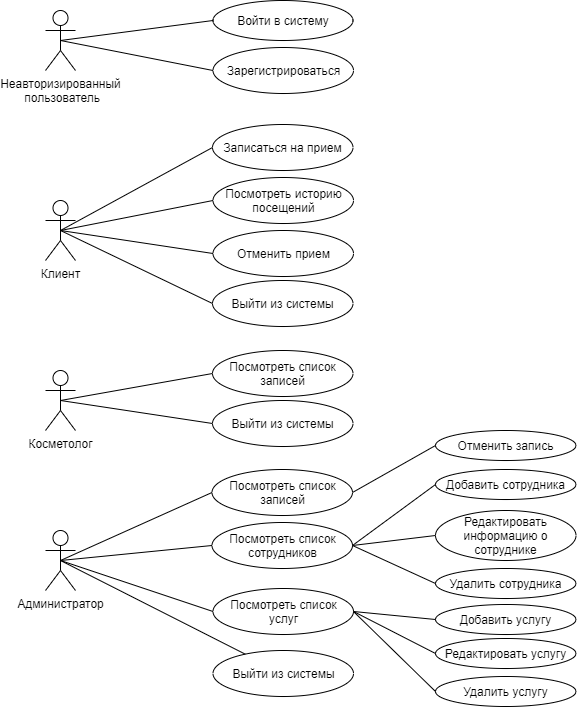 Войти в систему
Зарегистрироваться
Неавторизированный
пользователь
Записаться на прием
Посмотреть историю
посещений
Отменить прием
Выйти из системы
Клиент
Посмотреть список
записей
Выйти из системы
Косметолог
Посмотреть список
записей
Отменить запись
Посмотреть список
сотрудников
Добавить сотрудника
Редактировать
информацию о
сотруднике
Удалить сотрудника
Администратор
Посмотреть список
услуг
Добавить услугу
Редактировать услугу
Удалить услугу
Выйти из системы